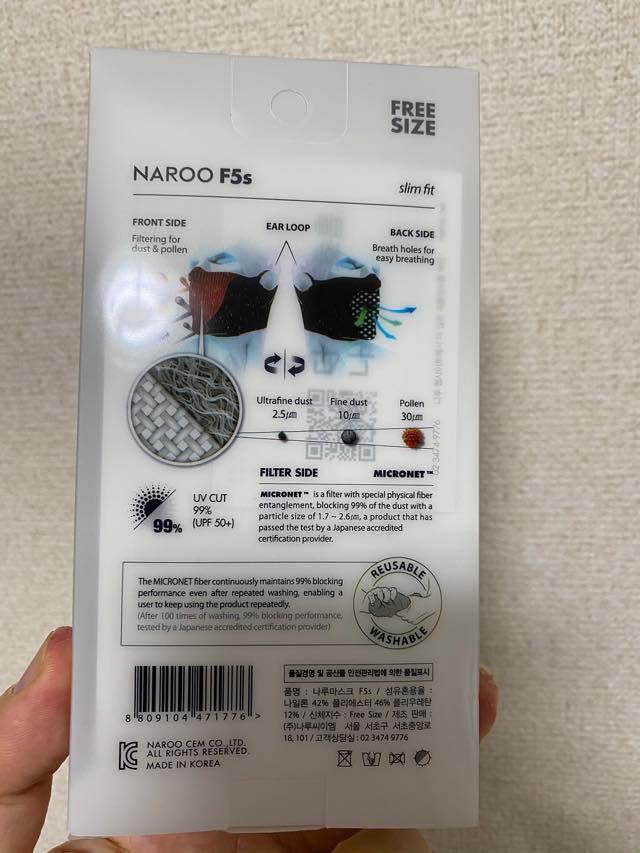 FREE
SIZE
NAROO F5s
slim fit
FRONT SIDE
Filtering for
dust & pollen
EAR LOOP
BACK SIDE
Breath holes for
easy breathing
Ultrafine dust
2.5㎛
Fine dust
10㎛
Pollen
30㎛
FILTER SIDE
MICRONET™
MICRONET™ is a filter with special physical fiber
entanglement, blocking 99% of the dust with a
particle size of 1.7 ~ 2.6㎛, a product that has
passed the test by a Japanese accredited
certification provider.
99%
UV CUT
99%
(UPF 50+)
The MICRONET fiber continuously maintains 99% blocking
performance even after repeated washing, enabling a
user to keep using the product repeatedly.
(After 100 times of washing, 99% blocking performance,
tested by a Japanese accredited certification provider)
REUSABLE
WASHABLE
8 809104 471776 >
NAROO CEM CO.,LTD.
ALL RIGHTS RESERVED.
MADE IN KOREA
품질경영 및 공산품 안전관리법에 의한 품질표시
품명 : 나루마스크 F5s / 섬유혼용율 :
나일론 42% 폴리에스터 46% 폴리우레탄
12% / 신체치수 : Free Size / 제조 판매 :
(주)나루씨이엠 서울 서초구 서초중앙로
18, 101 / 고객상담실 : 02 3474 9776
02-3474-9776